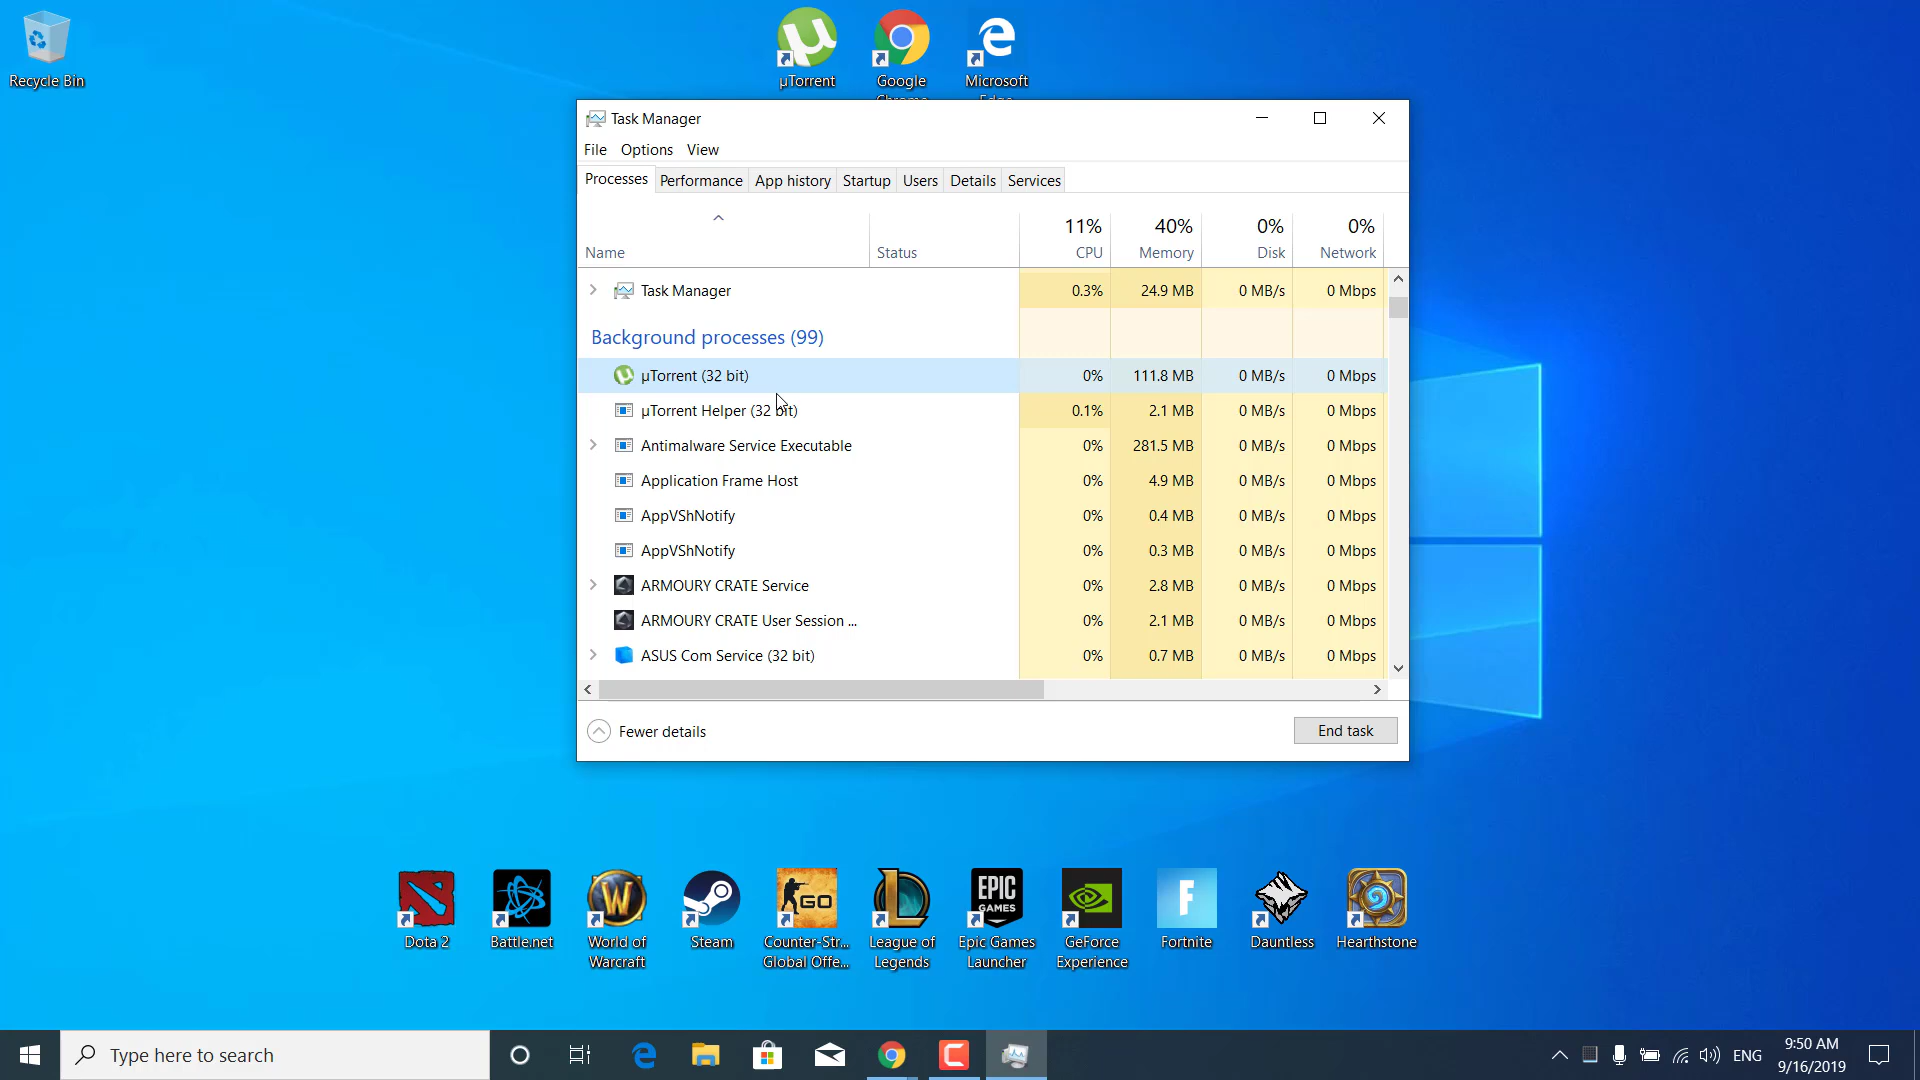 Recycle Bin
µTorrent
Google
Chrome
Microsoft
Edge
Task Manager
File Options View
Processes Performance App history Startup Users Details Services
11% 40% 0% 0%
Name Status CPU Memory Disk Network
Task Manager 0.3% 24.9 MB 0 MB/s 0 Mbps
Background processes (99)
µTorrent (32 bit) 0% 111.8 MB 0 MB/s 0 Mbps
µTorrent Helper (32 bit) 0.1% 2.1 MB 0 MB/s 0 Mbps
Antimalware Service Executable 0% 281.5 MB 0 MB/s 0 Mbps
Application Frame Host 0% 4.9 MB 0 MB/s 0 Mbps
AppVShNotify 0% 0.4 MB 0 MB/s 0 Mbps
AppVShNotify 0% 0.3 MB 0 MB/s 0 Mbps
ARMOURY CRATE Service 0% 2.8 MB 0 MB/s 0 Mbps
ARMOURY CRATE User Session ... 0% 2.1 MB 0 MB/s 0 Mbps
ASUS Com Service (32 bit) 0% 0.7 MB 0 MB/s 0 Mbps
Fewer details End task
GO
EPIC
GAMES
Dota 2
Battle.net
World of
Warcraft
Steam
Counter-Str...
Global Offe...
League of
Legends
Epic Games
Launcher
GeForce
Experience
Fortnite
Dauntless
Hearthstone
Type here to search
ENG
9:50 AM
9/16/2019